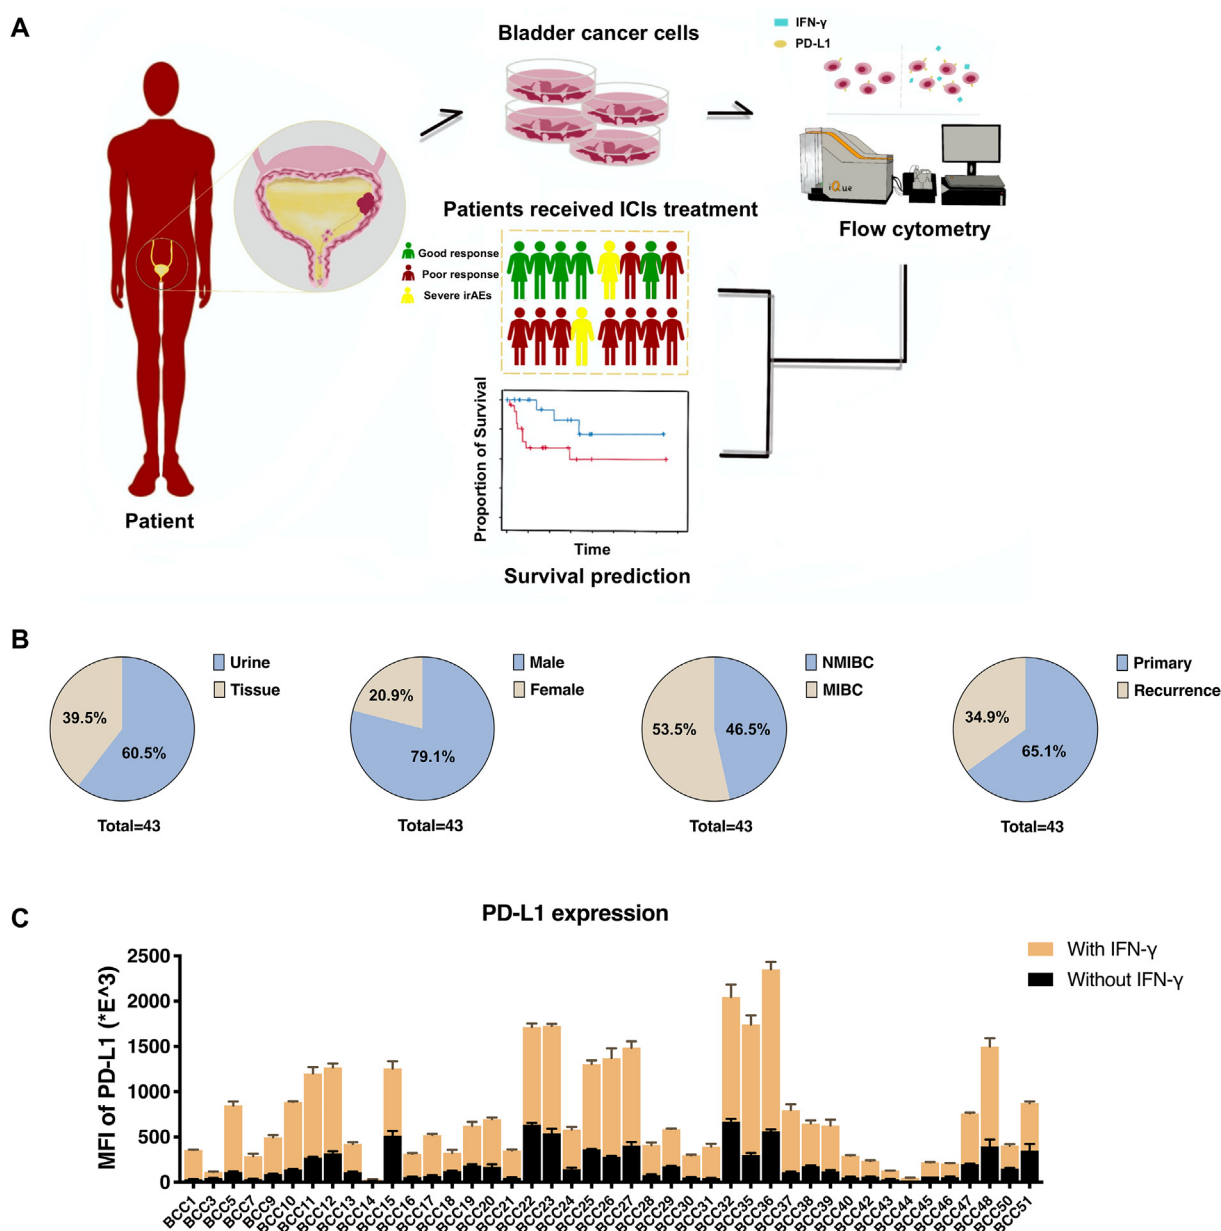 A
Bladder cancer cells
IFN-γ
PD-L1
iQue
Flow cytometry
Patients received ICIs treatment
Good response
Poor response
Severe irAEs
Proportion of Survival
Time
Survival prediction
Patient
B
Urine
Tissue
39.5%
60.5%
Total=43
Male
Female
20.9%
79.1%
Total=43
NMIBC
MIBC
53.5%
46.5%
Total=43
Primary
Recurrence
34.9%
65.1%
Total=43
C
PD-L1 expression
With IFN-γ
Without IFN-γ
MFI of PD-L1 (*E^3)
2500
2000
1500
1000
500
0
BCC1
BCC3
BCC5
BCC7
BCC9
BCC10
BCC11
BCC12
BCC13
BCC14
BCC15
BCC16
BCC17
BCC18
BCC19
BCC20
BCC21
BCC22
BCC23
BCC24
BCC25
BCC26
BCC27
BCC28
BCC29
BCC30
BCC31
BCC32
BCC35
BCC36
BCC37
BCC38
BCC39
BCC40
BCC42
BCC43
BCC44
BCC45
BCC46
BCC47
BCC48
BCC50
BCC51